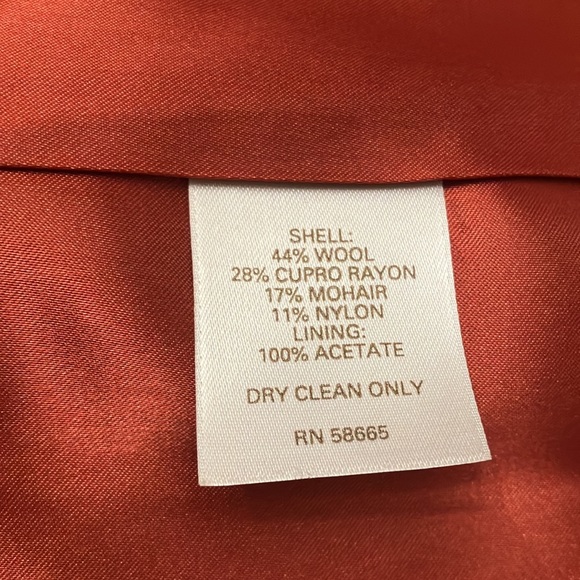 SHELL:
44% WOOL
28% CUPRO RAYON
17% MOHAIR
11% NYLON
LINING:
100% ACETATE
DRY CLEAN ONLY
RN 58665